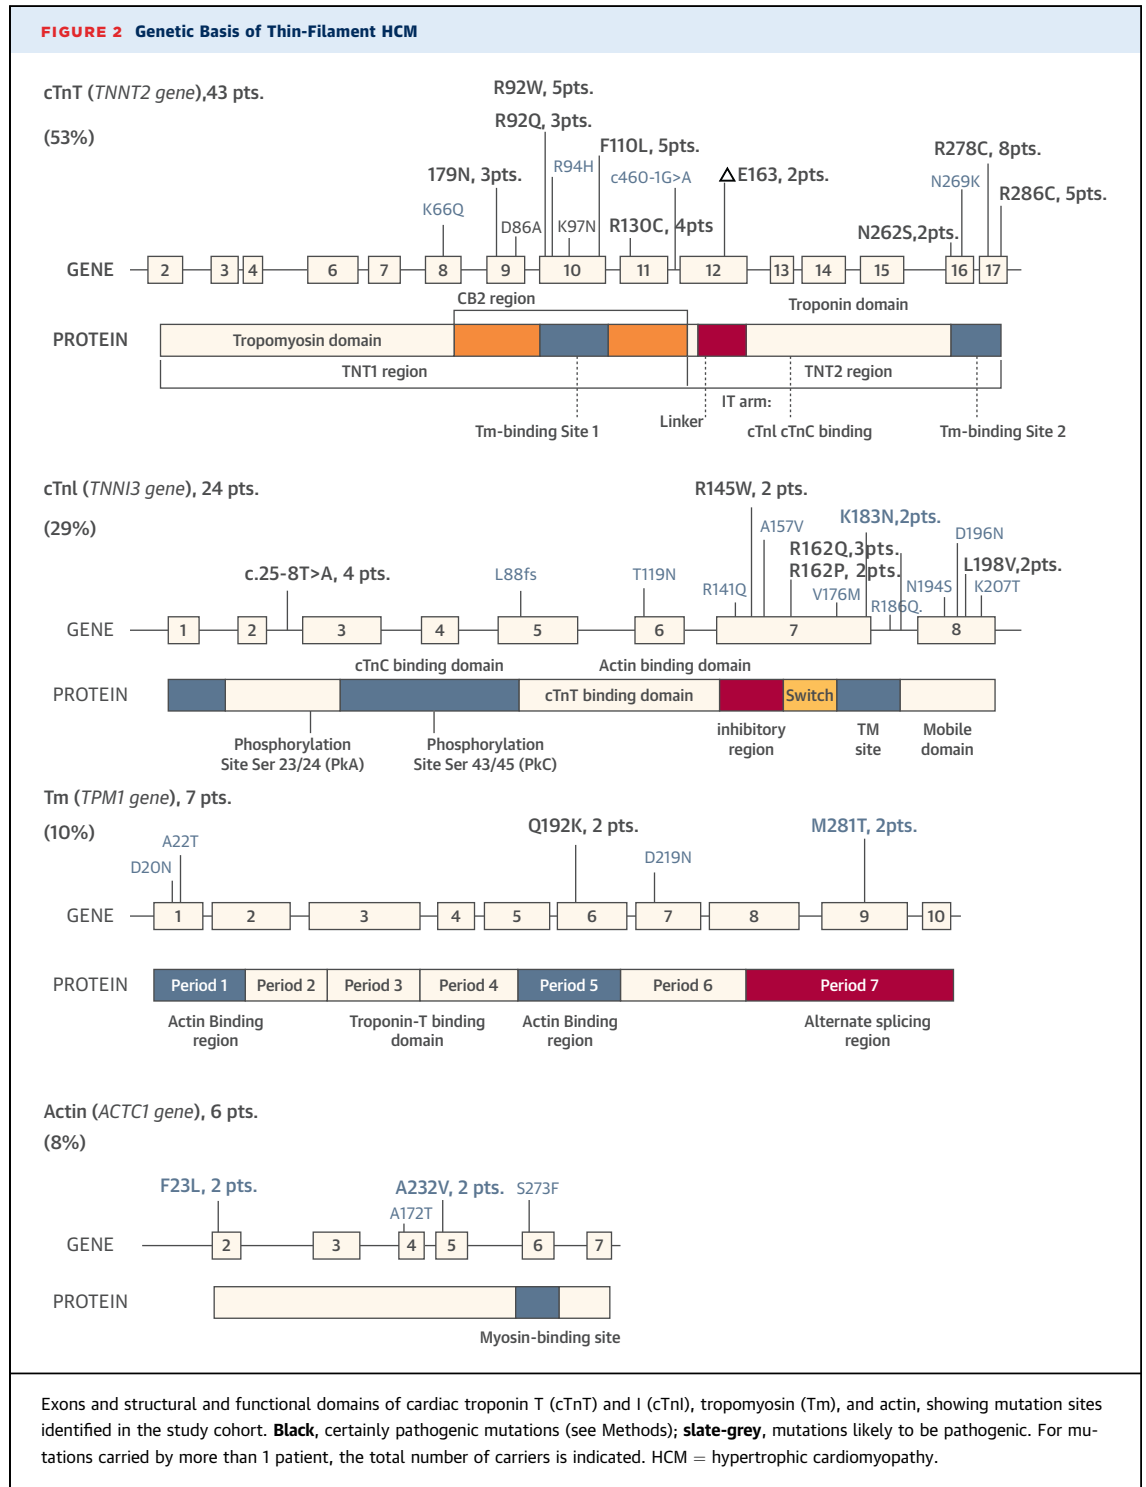 FIGURE 2 Genetic Basis of Thin-Filament HCM
cTnT (TNNT2 gene),43 pts.
(53%)
R92W, 5pts.
R92Q, 3pts.
F110L, 5pts.
R278C, 8pts.
179N, 3pts.
R94H
c460-1G>A
△E163, 2pts.
N269K
R286C, 5pts.
K66Q
D86A
K97N
R130C, 4pts
N262S,2pts.
GENE
2 3 4 6 7 8 9 10 11 12 13 14 15 16 17
CB2 region
Troponin domain
PROTEIN
Tropomyosin domain
TNT1 region
TNT2 region
IT arm:
Linker
Tm-binding Site 1
cTnl cTnC binding
Tm-binding Site 2
cTnl (TNNI3 gene), 24 pts.
(29%)
R145W, 2 pts.
K183N,2pts.
A157V
D196N
R162Q,3pts.
c.25-8T>A, 4 pts.
L88fs
T119N
R162P, 2pts.
L198V,2pts.
R141Q
V176M
N194S
K207T
R186Q.
GENE
1 2 3 4 5 6 7 8
cTnC binding domain
Actin binding domain
PROTEIN
cTnT binding domain
Switch
inhibitory
region
TM
site
Mobile
domain
Phosphorylation
Site Ser 23/24 (PkA)
Phosphorylation
Site Ser 43/45 (PkC)
Tm (TPM1 gene), 7 pts.
(10%)
Q192K, 2 pts.
M281T, 2pts.
A22T
D20N
D219N
GENE
1 2 3 4 5 6 7 8 9 10
PROTEIN
Period 1 Period 2 Period 3 Period 4 Period 5 Period 6 Period 7
Actin Binding
region
Troponin-T binding
domain
Actin Binding
region
Alternate splicing
region
Actin (ACTC1 gene), 6 pts.
(8%)
F23L, 2 pts.
A232V, 2 pts.
S273F
A172T
GENE
2 3 4 5 6 7
PROTEIN
Myosin-binding site
Exons and structural and functional domains of cardiac troponin T (cTnT) and I (cTnI), tropomyosin (Tm), and actin, showing mutation sites
identified in the study cohort. Black, certainly pathogenic mutations (see Methods); slate-grey, mutations likely to be pathogenic. For mu-
tations carried by more than 1 patient, the total number of carriers is indicated. HCM = hypertrophic cardiomyopathy.